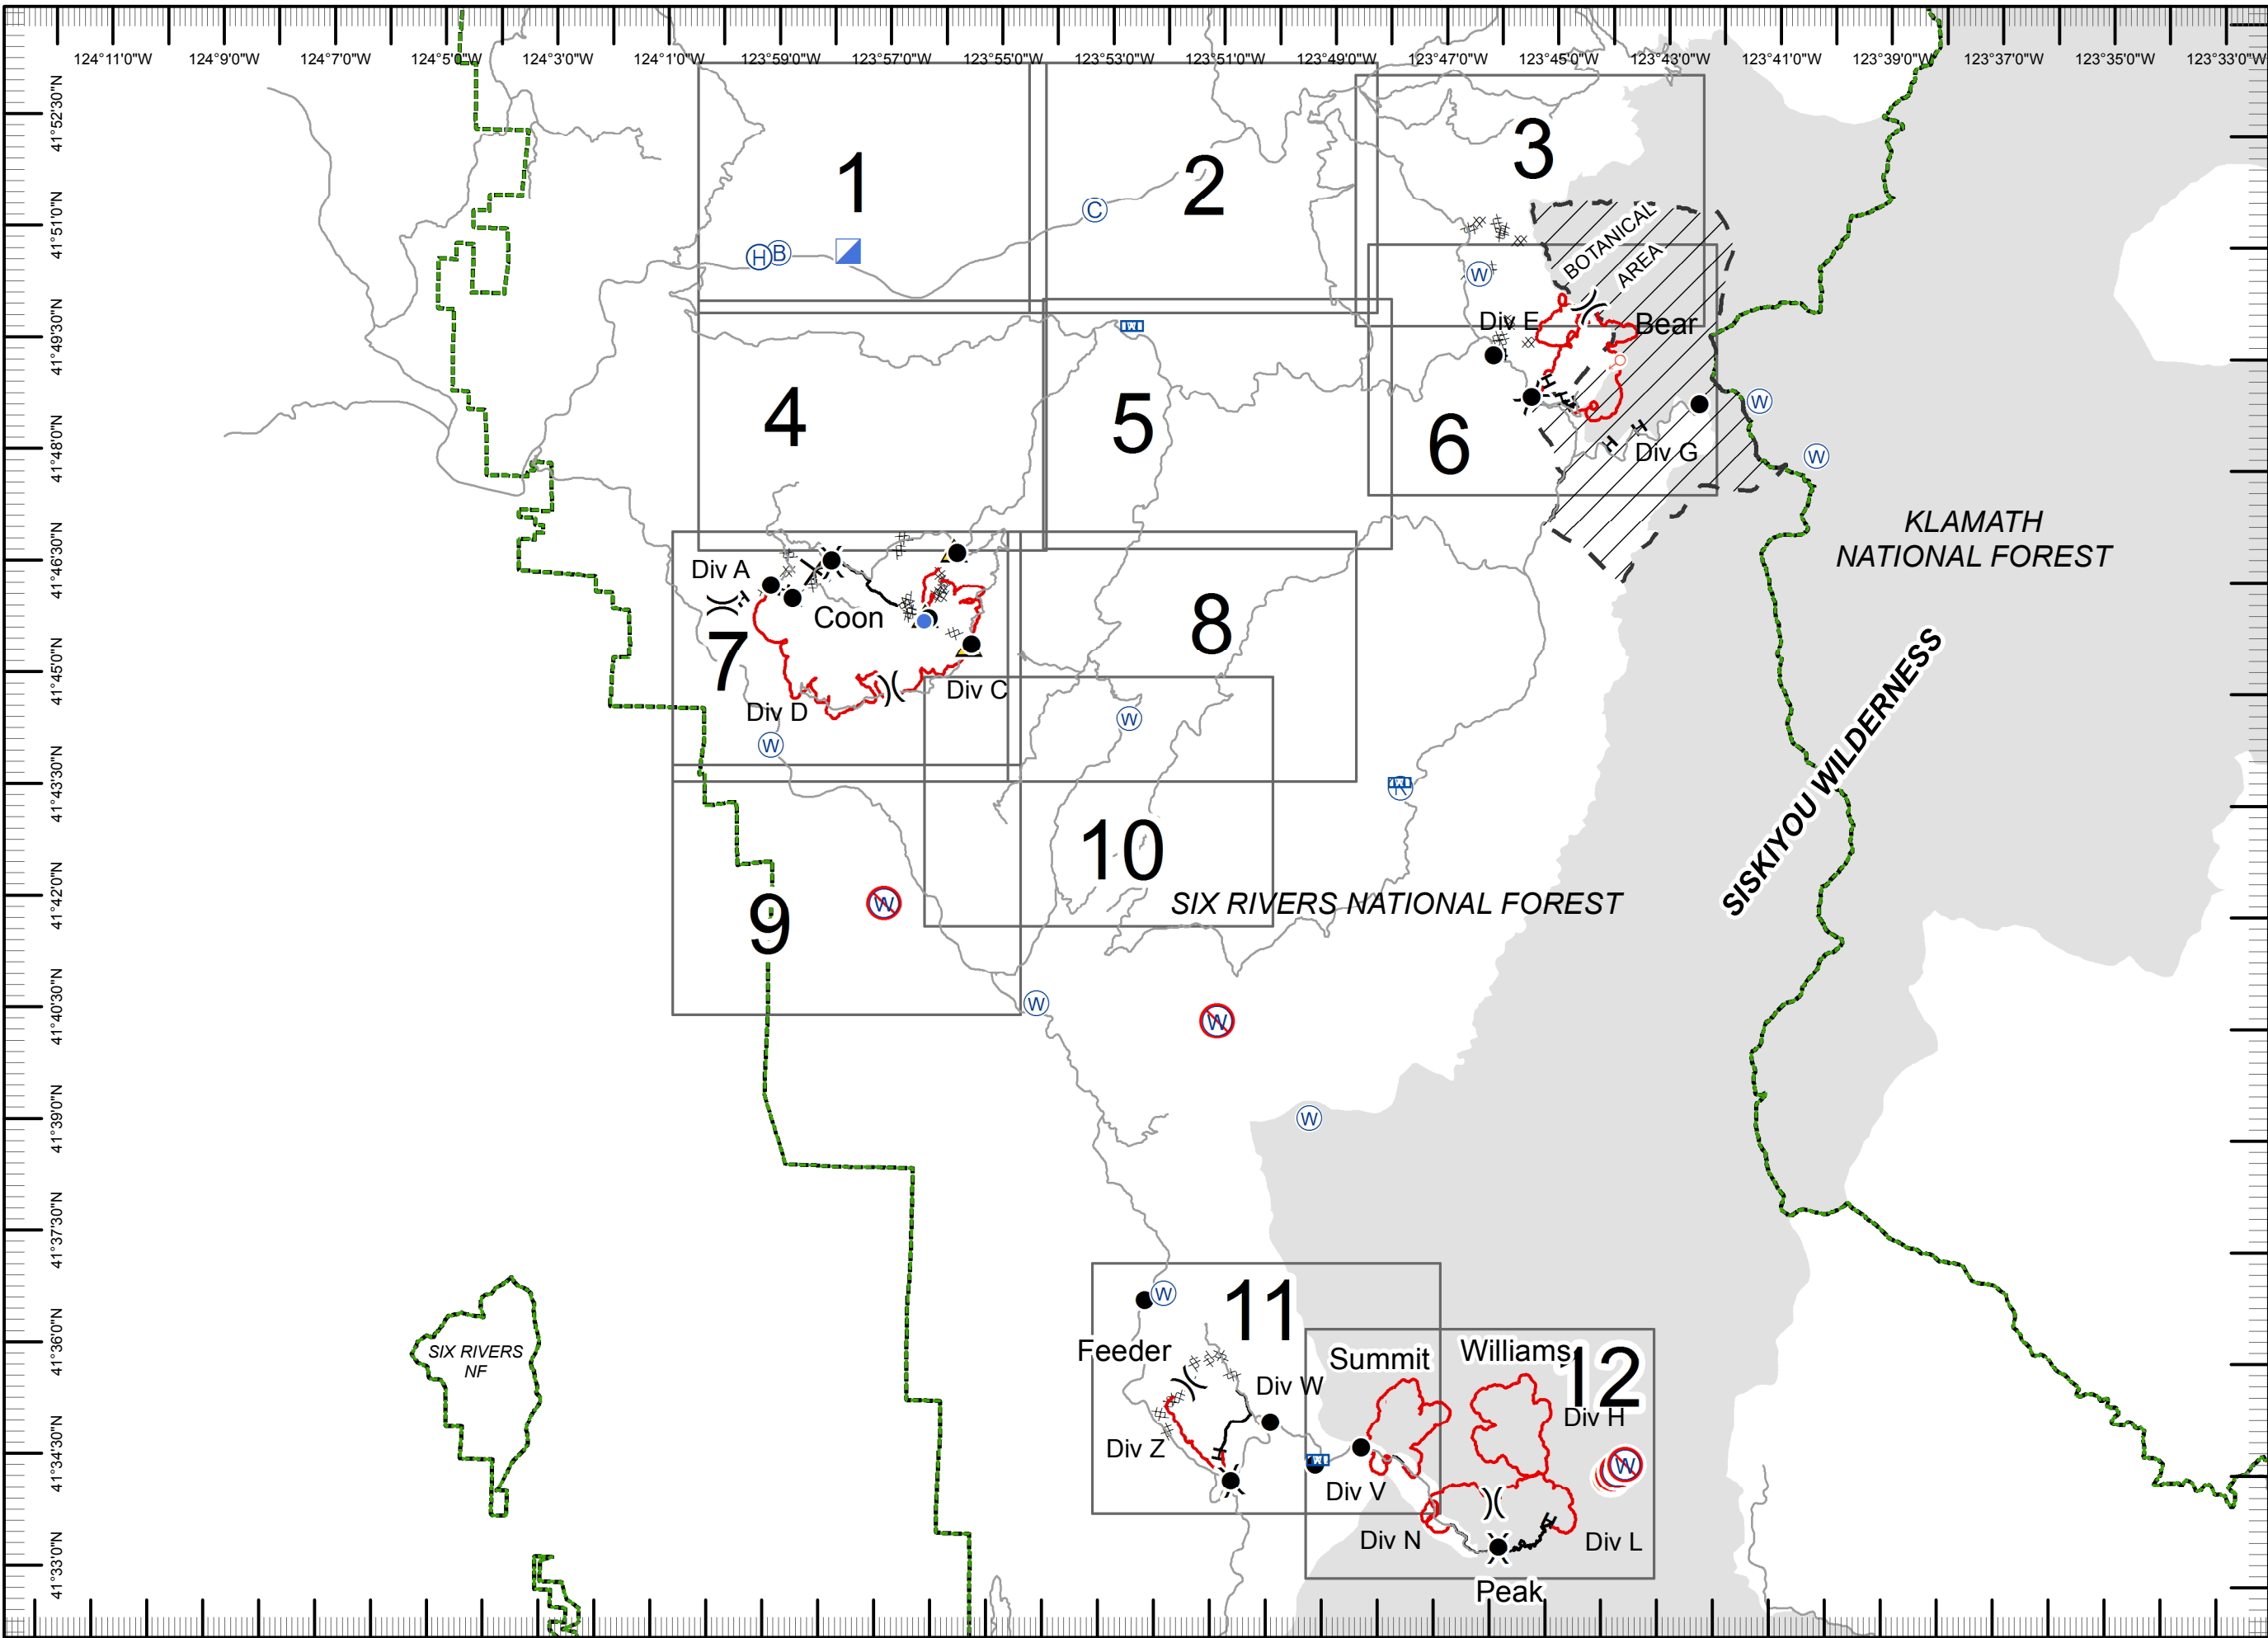 124°11'0"W 124°9'0"W 124°7'0"W 124°5'0"W 124°3'0"W 124°1'0"W 123°59'0"W 123°57'0"W 123°55'0"W 123°53'0"W 123°51'0"W 123°49'0"W 123°47'0"W 123°45'0"W 123°43'0"W 123°41'0"W 123°39'0"W 123°37'0"W 123°35'0"W 123°33'0"W
41°52'30"N
41°51'0"N
41°49'30"N
41°48'0"N
41°46'30"N
41°45'0"N
41°43'30"N
41°42'0"N
41°40'30"N
41°39'0"N
41°37'30"N
41°36'0"N
41°34'30"N
41°33'0"N
1
2
3
C
H B
BOTANICAL
AREA
W
W
Div E
Bear
4
5
6
Div G
W
W
KLAMATH
NATIONAL FOREST
Div A
Coon
7
8
Div C
Div D
W
W
SISKIYOU WILDERNESS
W
R
10
9
W
SIX RIVERS NATIONAL FOREST
W
W
W
W
11
Feeder
Summit
Williams
12
SIX RIVERS
NF
Div W
Div H
Div Z
W
W
Div V
Div N
Div L
Peak